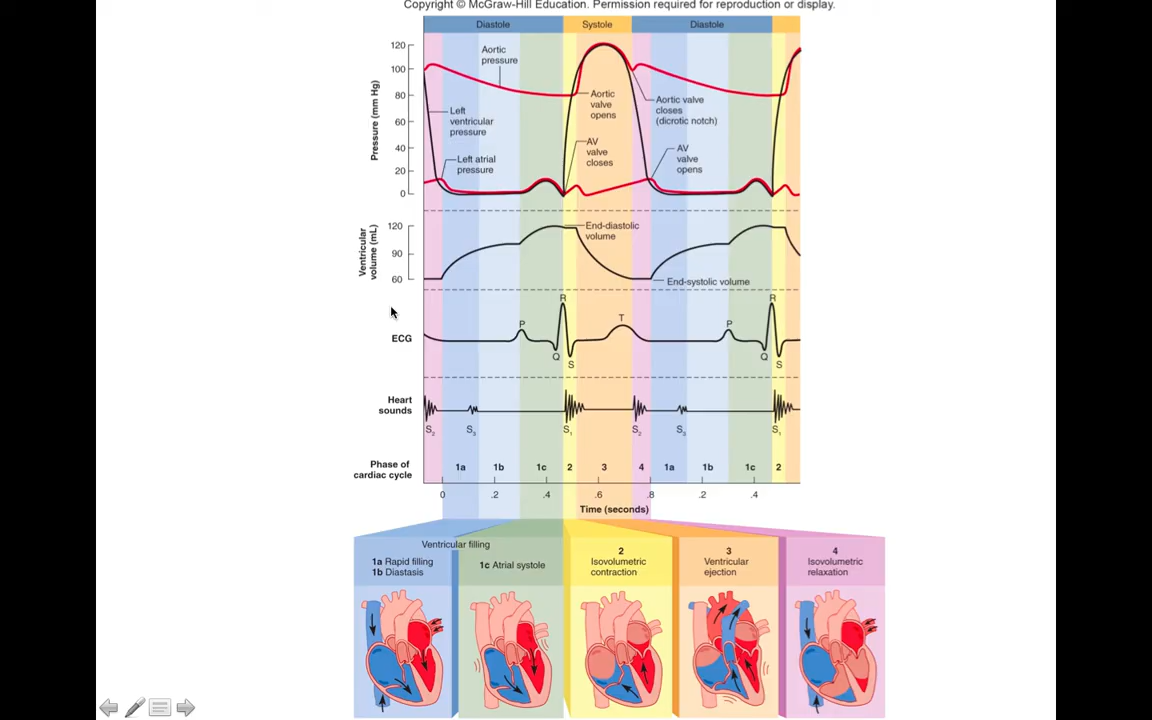 Copyright © McGraw-Hill Education. Permission required for reproduction or display.
Diastole
Systole
Diastole
Pressure (mm Hg)
120
100
80
60
40
20
0
Aortic
pressure
Left
ventricular
pressure
Left atrial
pressure
Aortic
valve
opens
AV
valve
closes
Aortic valve
closes
(dicrotic notch)
AV
valve
opens
Ventricular
volume (mL)
120
90
60
End-diastolic
volume
End-systolic volume
ECG
P
R
Q
S
T
P
R
Q
S
Heart
sounds
S2
S3
S1
S2
S3
S1
Phase of
cardiac cycle
1a 1b 1c 2 3 4 1a 1b 1c 2
0 .2 .4 .6 .8 .2 .4
Time (seconds)
Ventricular filling
1a Rapid filling
1b Diastasis
1c Atrial systole
2
Isovolumetric
contraction
3
Ventricular
ejection
4
Isovolumetric
relaxation